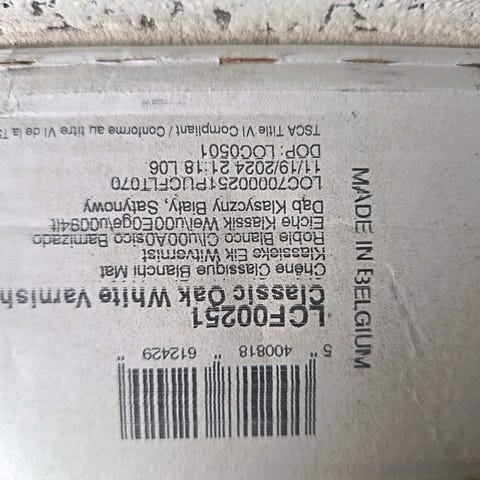 5 400818 612429
LCF00251
Classic Oak White Varnish
Chêne Classique Blanchi Mat
Klassieke Eik Witvernist
Roble Blanco Cl\u00A0sico Barnizado
Eiche Klassik Wei\u00E0ge\u0094lt
Dąb Klasyczny Biały, Satynowy
LOC70000251PUCFLT070
11/19/2024 21:18 L06
DOP: LOC0501
TSCA Title VI Compliant / Conforme au titre VI de la TS
MADE IN BELGIUM